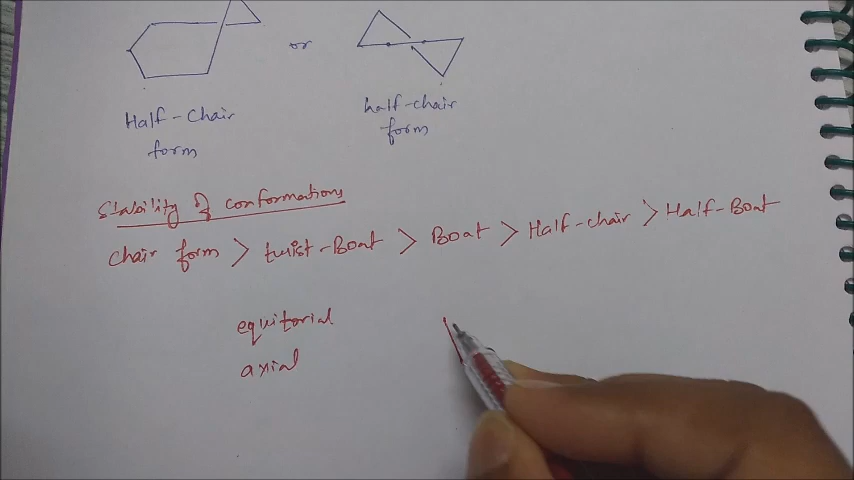 or
Half-Chair
form
half-chair
form
Stability of conformations
chair form > twist-Boat > Boat > Half-chair > Half-Boat
equitorial
axial